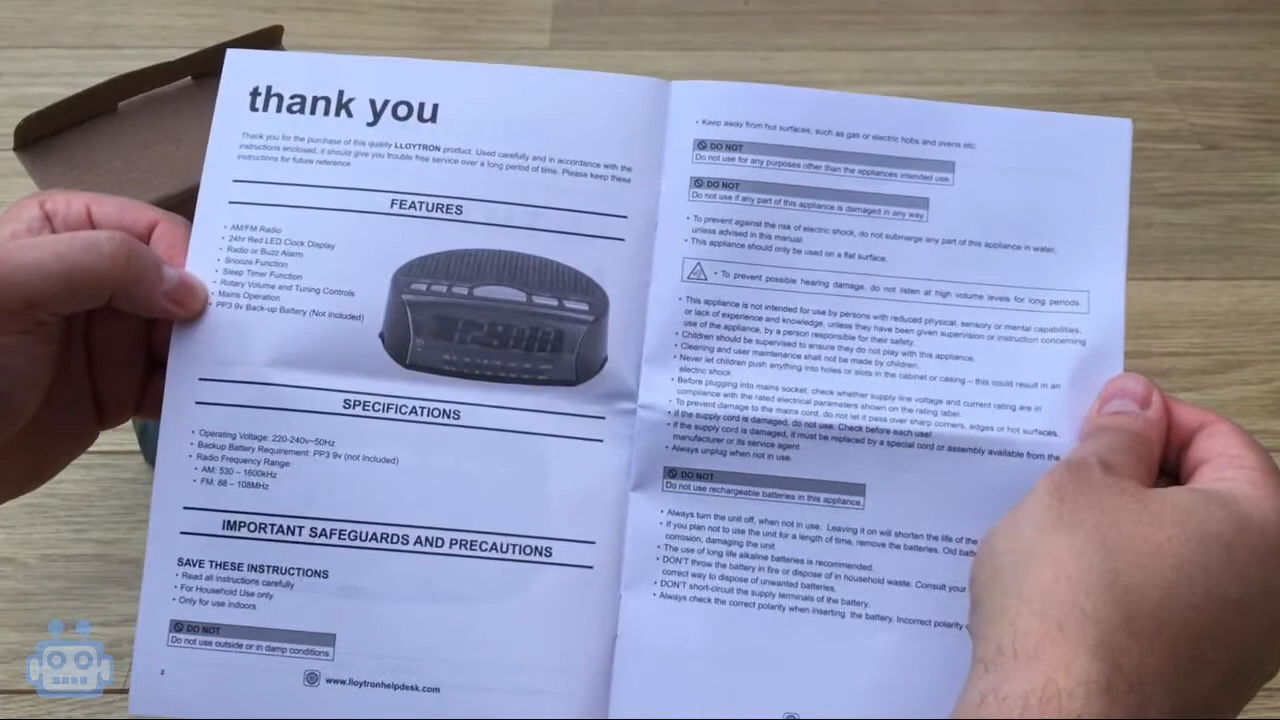 thank you
Thank you for the purchase of this quality LLOYTRON product. Used carefully and in accordance with the
instructions enclosed, it should give you trouble free service over a long period of time. Please keep these
instructions for future reference.
FEATURES
• AM/FM Radio
• 24hr Red LED Clock Display
• Radio or Buzz Alarm
• Snooze Function
• Sleep Timer Function
• Rotary Volume and Tuning Controls
• Mains Operation
• PP3 9v Back-up Battery (Not Included)
SPECIFICATIONS
• Operating Voltage: 220-240v~50Hz
• Backup Battery Requirement: PP3 9v (not Included)
• Radio Frequency Range:
• AM: 530 – 1600kHz
• FM: 88 – 108MHz
IMPORTANT SAFEGUARDS AND PRECAUTIONS
SAVE THESE INSTRUCTIONS
• Read all instructions carefully
• For Household Use only.
• Only for use indoors
DO NOT
Do not use outside or in damp conditions.
2
www.lloytronhelpdesk.com
• Keep away from hot surfaces, such as gas or electric hobs and ovens etc.
DO NOT
Do not use for any purposes other than the appliances intended use.
DO NOT
Do not use if any part of this appliance is damaged in any way.
• To prevent against the risk of electric shock, do not submerge any part of this appliance in water,
unless advised in this manual.
• This appliance should only be used on a flat surface.
• To prevent possible hearing damage, do not listen at high volume levels for long periods.
• This appliance is not intended for use by persons with reduced physical, sensory or mental capabilities,
or lack of experience and knowledge, unless they have been given supervision or instruction concerning
use of the appliance, by a person responsible for their safety.
• Children should be supervised to ensure they do not play with this appliance.
• Cleaning and user maintenance shall not be made by children.
• Never let children push anything into holes or slots in the cabinet or casing – this could result in an
electric shock
• Before plugging into mains socket, check whether supply line voltage and current rating are in
compliance with the rated electrical parameters shown on the rating label.
• To prevent damage to the mains cord, do not let it pass over sharp corners, edges or hot surfaces.
• If the supply cord is damaged, do not use. Check before each use!
• if the supply cord is damaged, it must be replaced by a special cord or assembly available from the
manufacturer or its service agent.
• Always unplug when not in use.
DO NOT
Do not use rechargeable batteries in this appliance.
• Always turn the unit off, when not in use. Leaving it on will shorten the life of the
• If you plan not to use the unit for a length of time, remove the batteries. Old
corrosion, damaging the unit.
• The use of long life alkaline batteries is recommended.
• DON'T throw the battery in fire or dispose of in household waste. Consult your
correct way to dispose of unwanted batteries.
• DON'T short-circuit the supply terminals of the battery.
• Always check the correct polarity when inserting the battery. Incorrect polarity